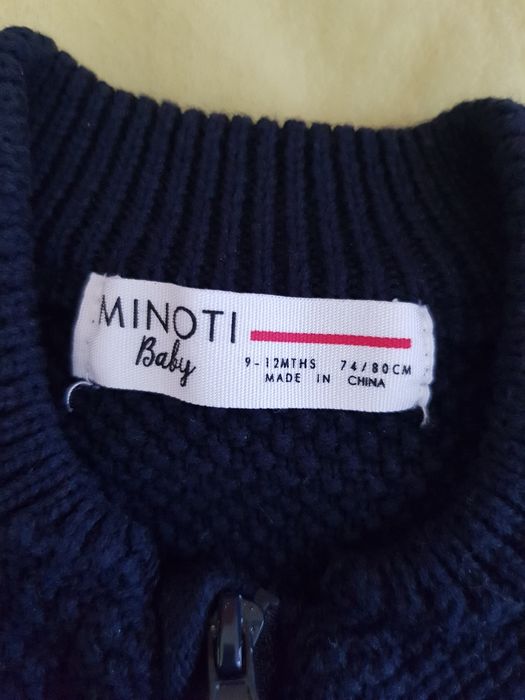 MINOTI
Baby
9-12MTHS 74/80CM
MADE IN CHINA